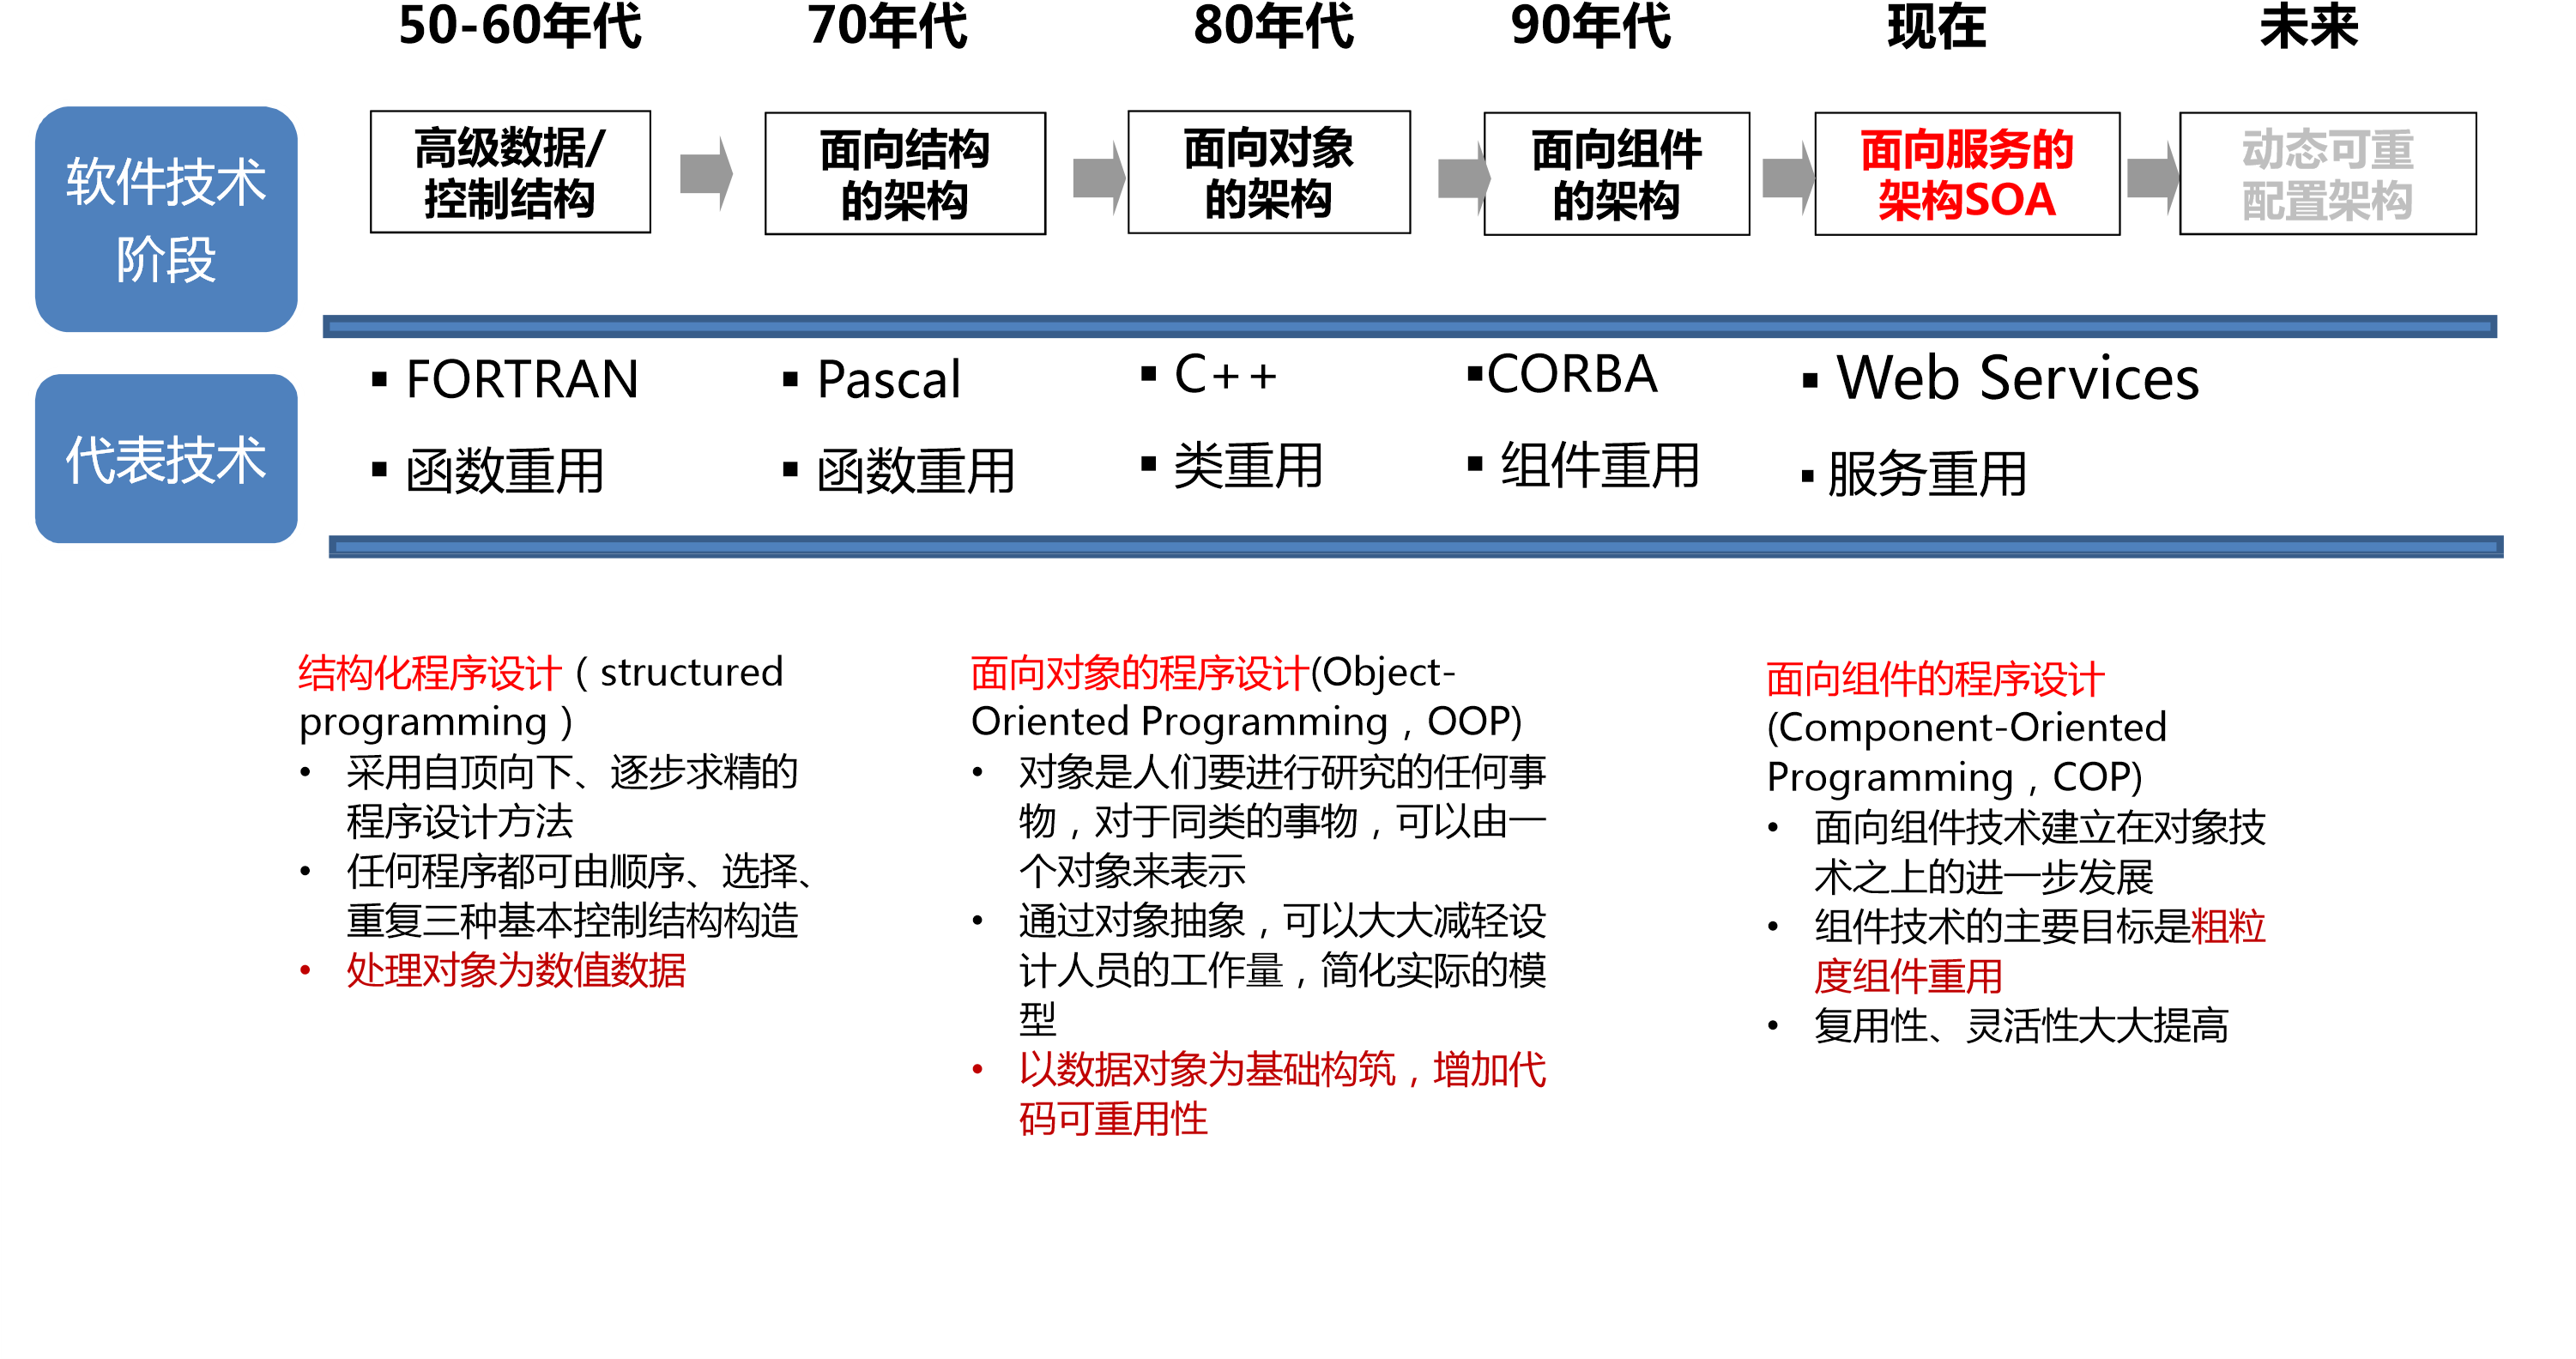 50-60年代 70年代 80年代 90年代 现在 未来
软件技术
阶段
高级数据/
控制结构
面向结构
的架构
面向对象
的架构
面向组件
的架构
面向服务的
架构SOA
动态可重
配置架构
代表技术
▪ FORTRAN
▪ 函数重用
▪ Pascal
▪ 函数重用
▪ C++
▪ 类重用
▪CORBA
▪ 组件重用
▪ Web Services
▪ 服务重用
结构化程序设计（structured
programming）
• 采用自顶向下、逐步求精的
程序设计方法
• 任何程序都可由顺序、选择、
重复三种基本控制结构构造
• 处理对象为数值数据
面向对象的程序设计(Object-
Oriented Programming，OOP)
• 对象是人们要进行研究的任何事
物，对于同类的事物，可以由一
个对象来表示
• 通过对象抽象，可以大大减轻设
计人员的工作量，简化实际的模
型
• 以数据对象为基础构筑，增加代
码可重用性
面向组件的程序设计
(Component-Oriented
Programming，COP)
• 面向组件技术建立在对象技
术之上的进一步发展
• 组件技术的主要目标是粗粒
度组件重用
• 复用性、灵活性大大提高